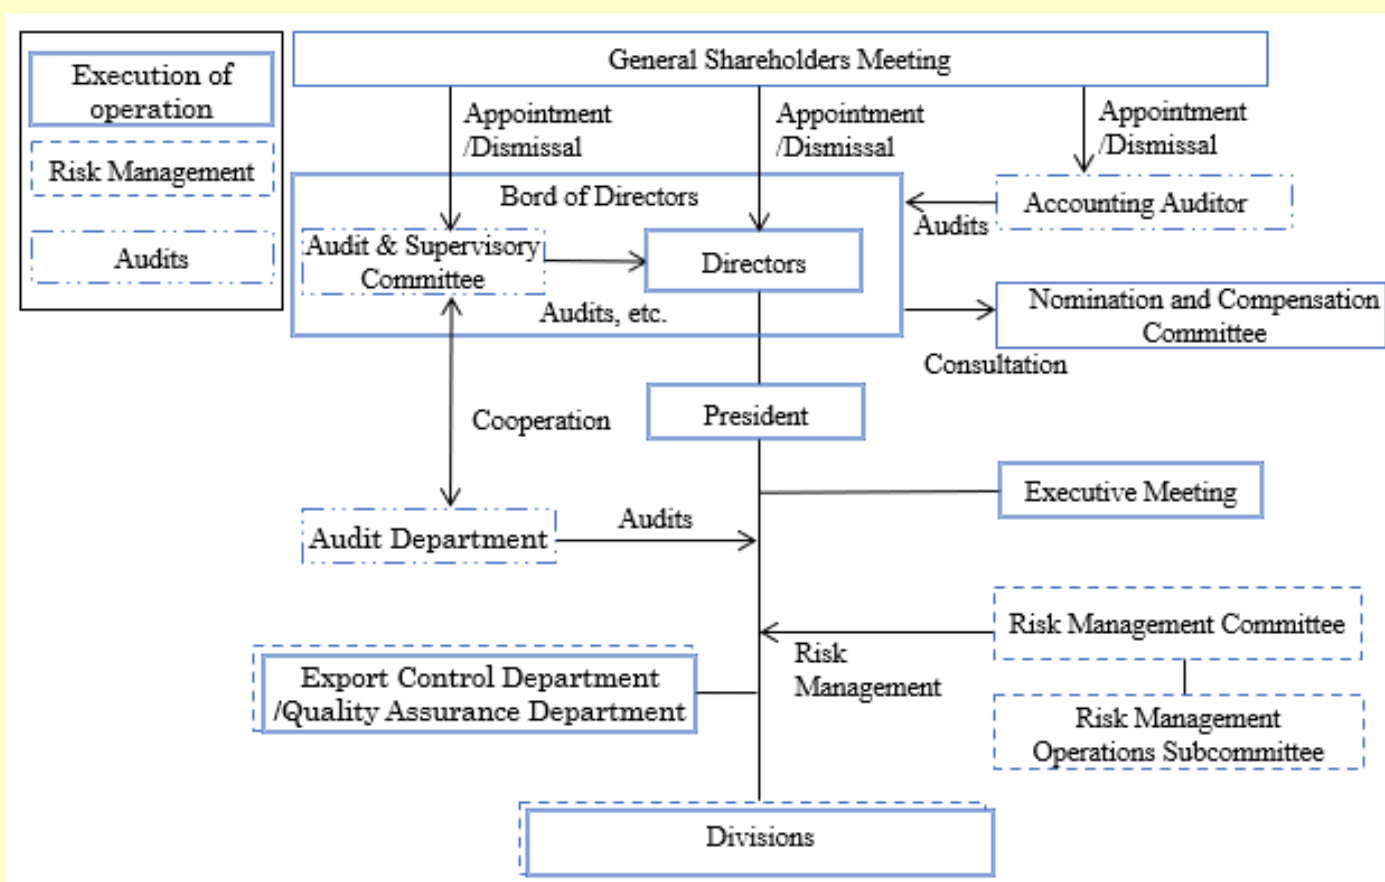 Execution of
operation
Risk Management
Audits
General Shareholders Meeting
Appointment
/Dismissal
Appointment
/Dismissal
Appointment
/Dismissal
Bord of Directors
Audit & Supervisory
Committee
Directors
Audits, etc.
Accounting Auditor
Audits
Nomination and Compensation
Committee
Consultation
Cooperation
President
Executive Meeting
Audit Department
Audits
Risk Management Committee
Risk
Management
Export Control Department
/Quality Assurance Department
Risk Management
Operations Subcommittee
Divisions